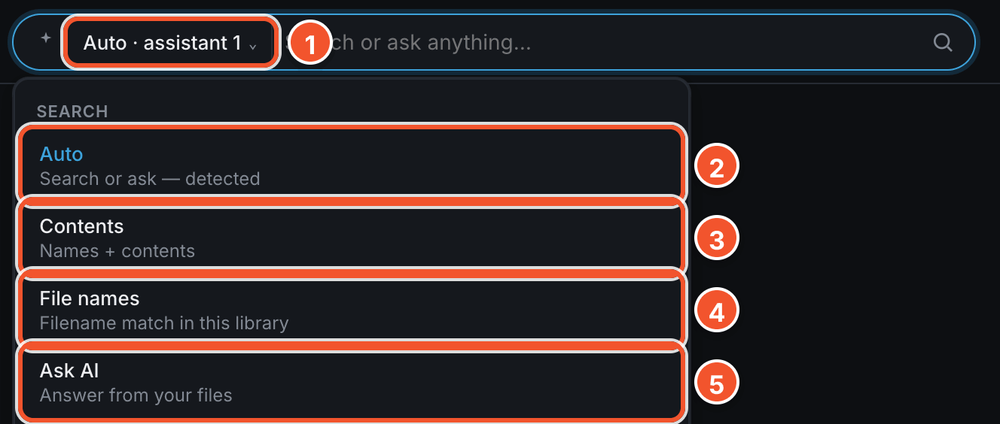 Auto · assistant 1
1
ch or ask anything...
SEARCH
Auto
Search or ask — detected
2
Contents
Names + contents
3
File names
Filename match in this library
4
Ask AI
Answer from your files
5